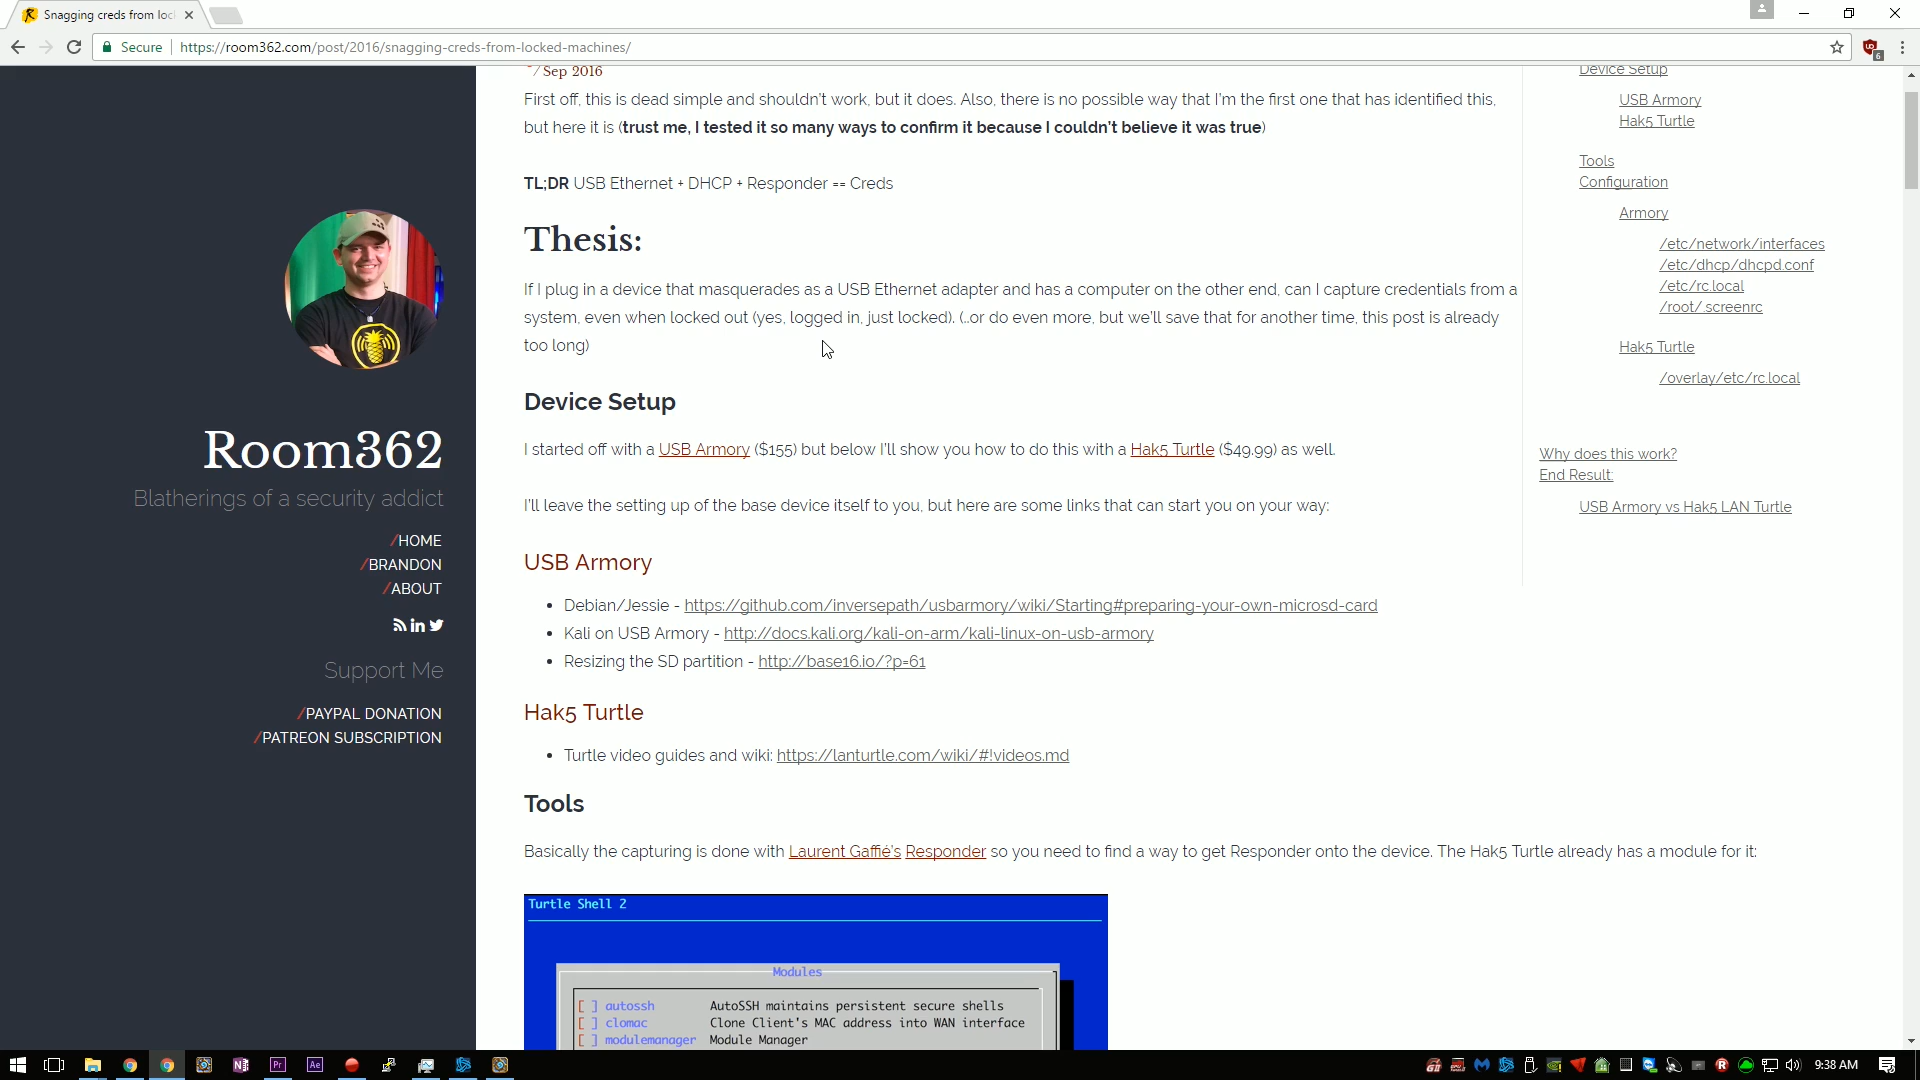 Snagging creds from loc
Secure
https://room362.com/post/2016/snagging-creds-from-locked-machines/
6
/ Sep 2016
First off, this is dead simple and shouldn't work, but it does. Also, there is no possible way that I'm the first one that has identified this,
but here it is (trust me, I tested it so many ways to confirm it because I couldn't believe it was true)
TL;DR USB Ethernet + DHCP + Responder == Creds
Thesis:
If I plug in a device that masquerades as a USB Ethernet adapter and has a computer on the other end, can I capture credentials from a
system, even when locked out (yes, logged in, just locked). (..or do even more, but we'll save that for another time, this post is already
too long)
Device Setup
I started off with a USB Armory ($155) but below I'll show you how to do this with a Hak5 Turtle ($49.99) as well.
I'll leave the setting up of the base device itself to you, but here are some links that can start you on your way:
USB Armory
• Debian/Jessie - https://github.com/inversepath/usbarmory/wiki/Starting#preparing-your-own-microsd-card
• Kali on USB Armory - http://docs.kali.org/kali-on-arm/kali-linux-on-usb-armory
• Resizing the SD partition - http://base16.io/?p=61
Hak5 Turtle
• Turtle video guides and wiki: https://lanturtle.com/wiki/#!videos.md
Tools
Basically the capturing is done with Laurent Gaffié's Responder so you need to find a way to get Responder onto the device. The Hak5 Turtle already has a module for it:
Turtle Shell 2
Modules
[ ] autossh AutoSSH maintains persistent secure shells
[ ] clomac Clone Client's MAC address into WAN interface
[ ] modulemanager Module Manager
Room362
Blatherings of a security addict
/HOME
/BRANDON
/ABOUT
Support Me
/PAYPAL DONATION
/PATREON SUBSCRIPTION
Device Setup
USB Armory
Hak5 Turtle
Tools
Configuration
Armory
/etc/network/interfaces
/etc/dhcp/dhcpd.conf
/etc/rc.local
/root/.screenrc
Hak5 Turtle
/overlay/etc/rc.local
Why does this work?
End Result:
USB Armory vs Hak5 LAN Turtle
N
Pr
Ae
9:38 AM